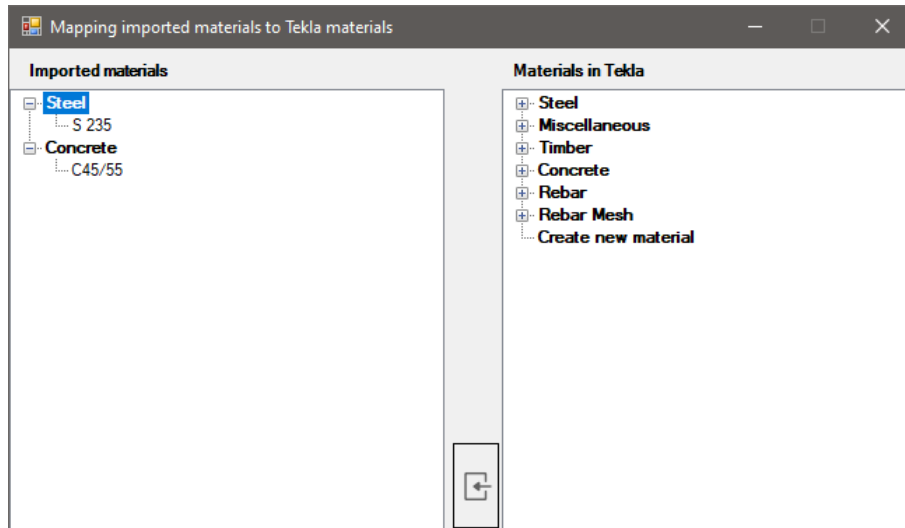 Mapping imported materials to Tekla materials
Imported materials
Steel
S 235
Concrete
C45/55
Materials in Tekla
Steel
Miscellaneous
Timber
Concrete
Rebar
Rebar Mesh
Create new material